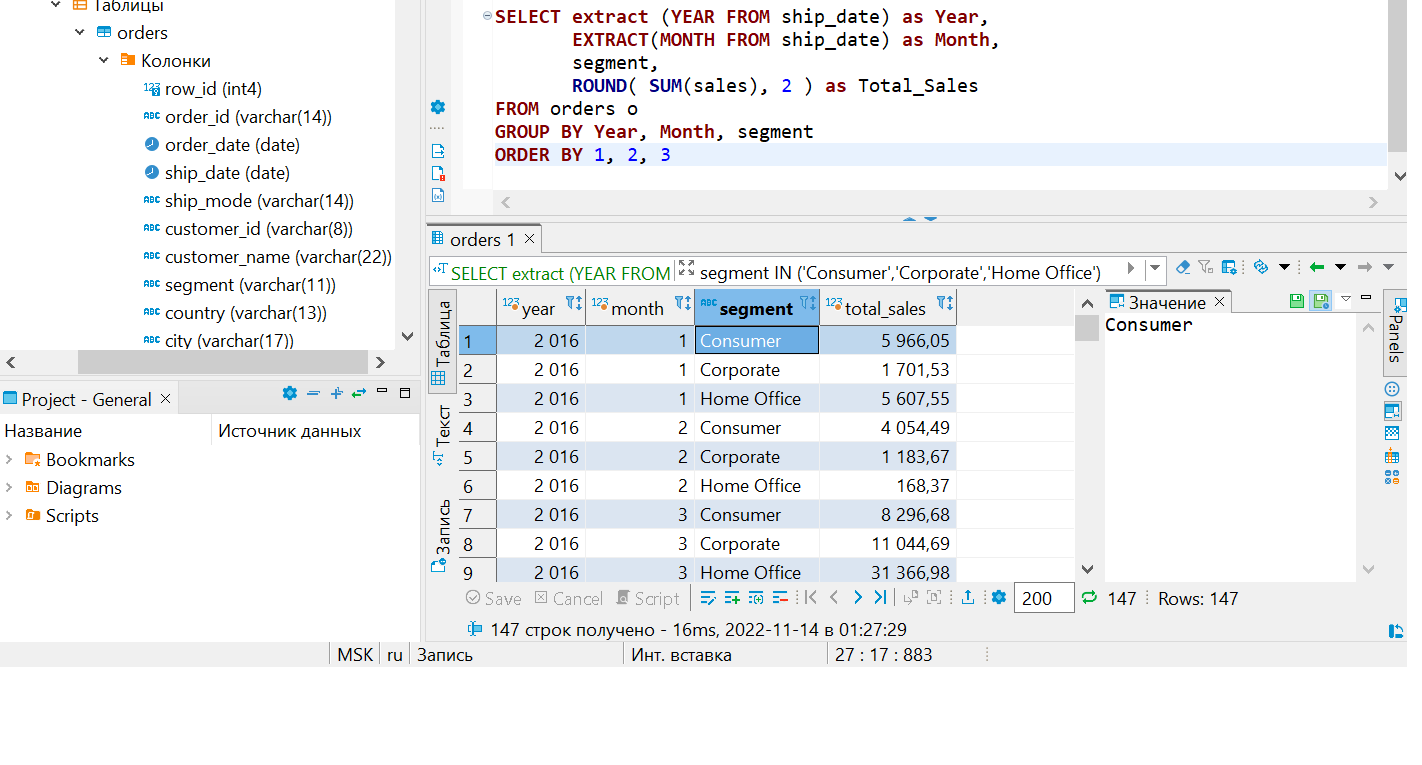 Таблицы
orders
Колонки
row_id (int4)
order_id (varchar(14))
order_date (date)
ship_date (date)
ship_mode (varchar(14))
customer_id (varchar(8))
customer_name (varchar(22))
segment (varchar(11))
country (varchar(13))
city (varchar(17))
Project - General
Название Источник данных
Bookmarks
Diagrams
Scripts
SELECT extract (YEAR FROM ship_date) as Year,
EXTRACT(MONTH FROM ship_date) as Month,
segment,
ROUND( SUM(sales), 2 ) as Total_Sales
FROM orders o
GROUP BY Year, Month, segment
ORDER BY 1, 2, 3
orders 1
SELECT extract (YEAR FROM segment IN ('Consumer','Corporate','Home Office')
Таблица
Текст
Запись
year month segment total_sales
1 2 016 1 Consumer 5 966,05
2 2 016 1 Corporate 1 701,53
3 2 016 1 Home Office 5 607,55
4 2 016 2 Consumer 4 054,49
5 2 016 2 Corporate 1 183,67
6 2 016 2 Home Office 168,37
7 2 016 3 Consumer 8 296,68
8 2 016 3 Corporate 11 044,69
9 2 016 3 Home Office 31 366,98
Значение
Consumer
Panels
Save Cancel Script 200 147 Rows: 147
147 строк получено - 16ms, 2022-11-14 в 01:27:29
MSK ru Запись Инт. вставка 27 : 17 : 883